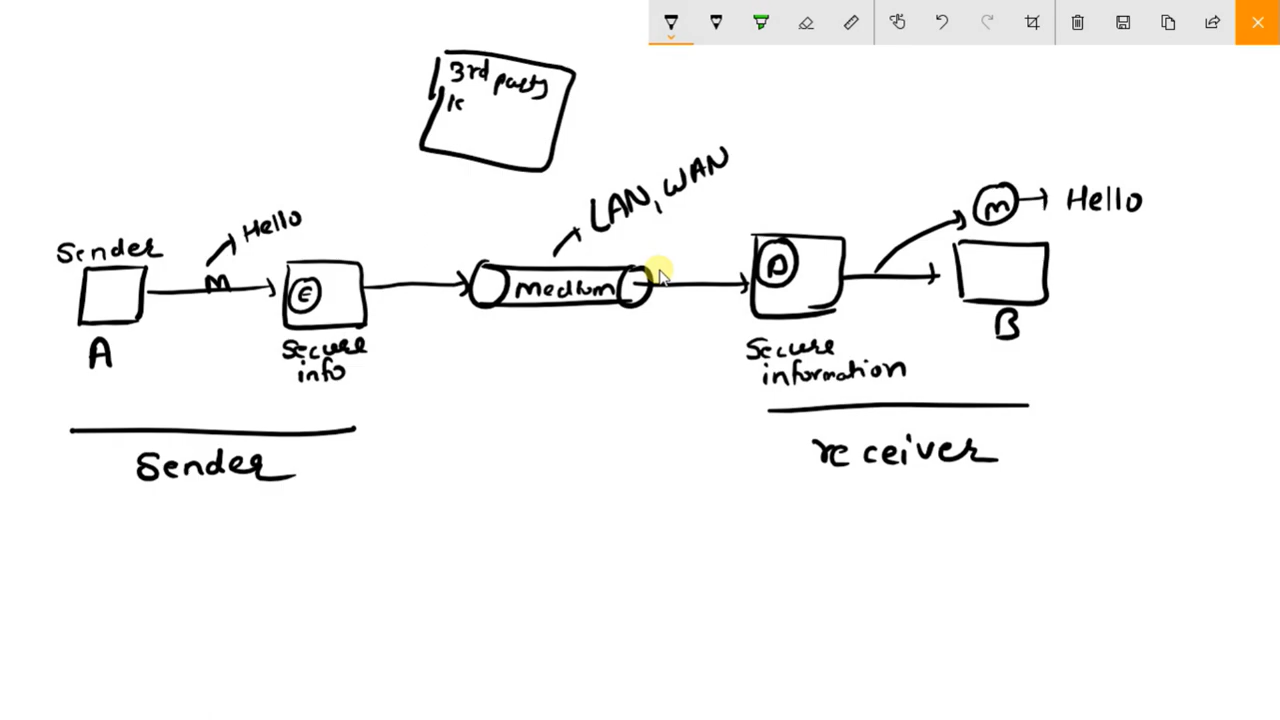 3rd party
k
LAN, WAN
Hello
Hello
m
Sender
m
E
medium
D
A
Secure
info
Secure
information
B
Sender
receiver